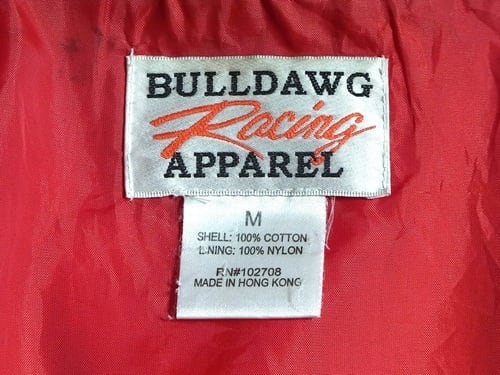 BULLDAWG
Racing
APPAREL
M
SHELL: 100% COTTON
LINING: 100% NYLON
RN#102708
MADE IN HONG KONG